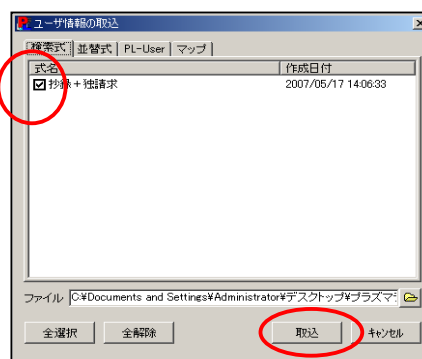 ユーザ情報の取込
検索式 並替式 PL-User マップ
式名 作成日付
抄録+独請求 2007/05/17 14:06:33
ファイル C:¥Documents and Settings¥Administrator¥デスクトップ¥プラズマ
全選択 全解除 取込 キャンセル